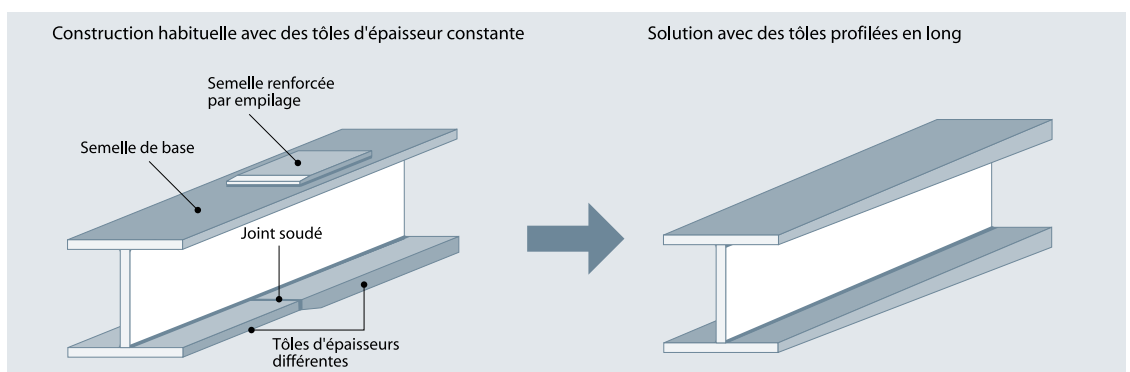 Construction habituelle avec des tôles d'épaisseur constante
Solution avec des tôles profilées en long
Semelle renforcée
par empilage
Semelle de base
Joint soudé
Tôles d'épaisseurs
différentes